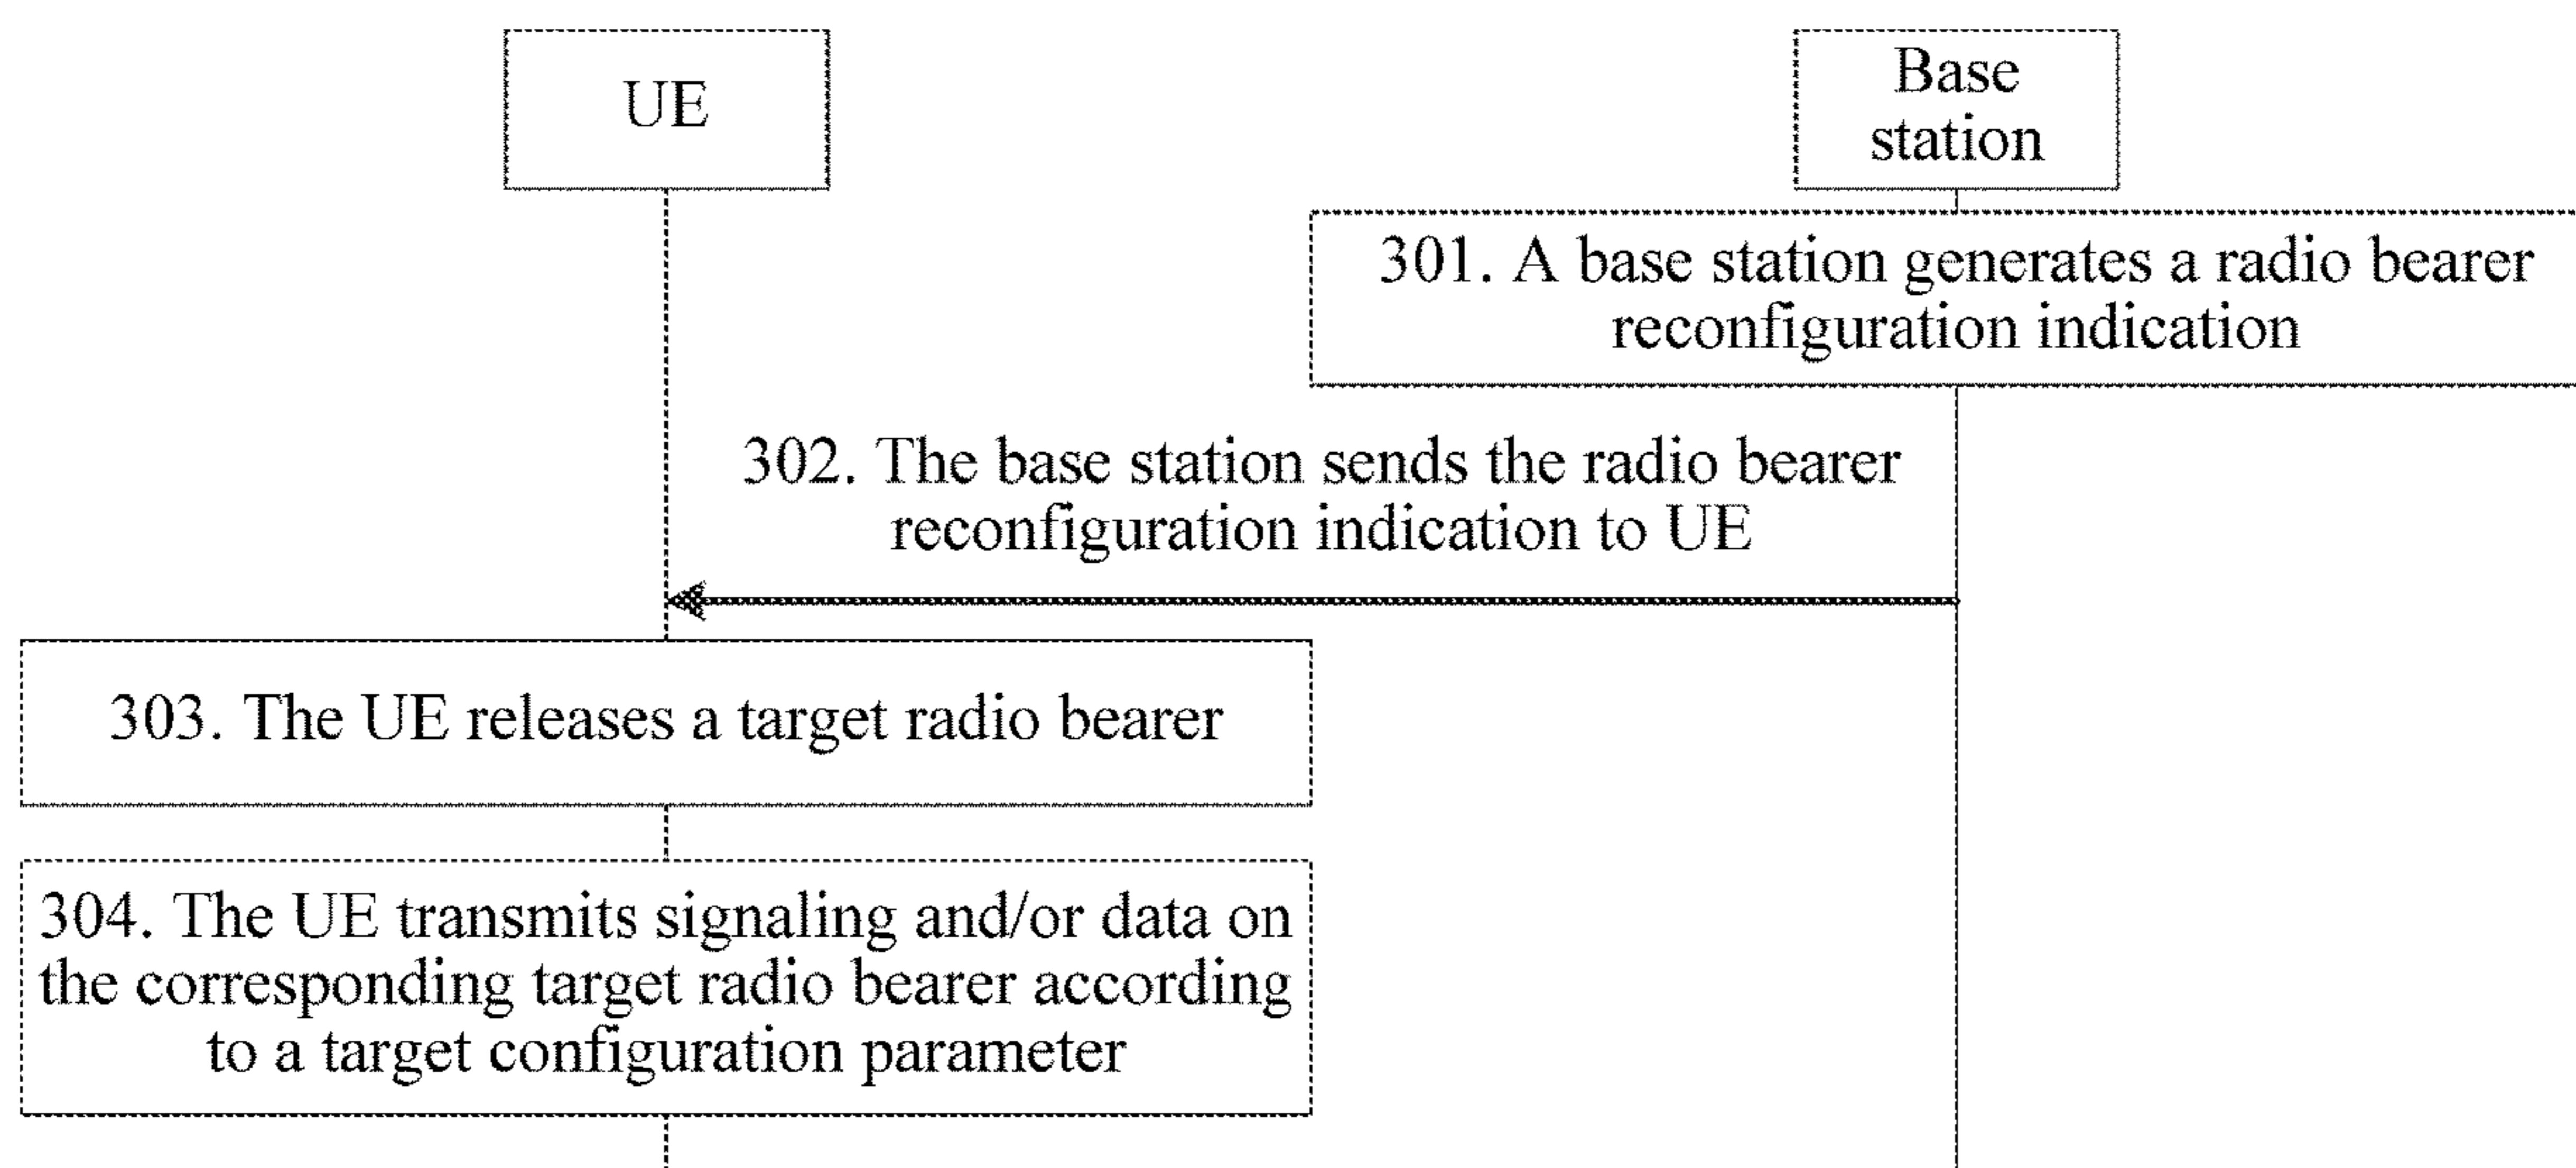 UE
Base
station
301. A base station generates a radio bearer
reconfiguration indication
302. The base station sends the radio bearer
reconfiguration indication to UE
303. The UE releases a target radio bearer
304. The UE transmits signaling and/or data on
the corresponding target radio bearer according
to a target configuration parameter